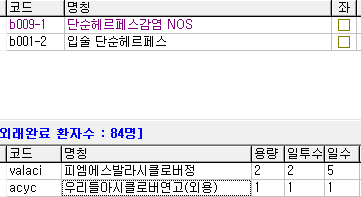 코드 명칭 좌
b009-1 단순헤르페스감염 NOS
b001-2 입술 단순헤르페스
외래완료 환자수 : 84명]
코드 명칭 용량 일투수 일수
valaci 피엠에스발라시클로버정 2 2 5
acyc 우리들아시클로버연고(외용) 1 1 1